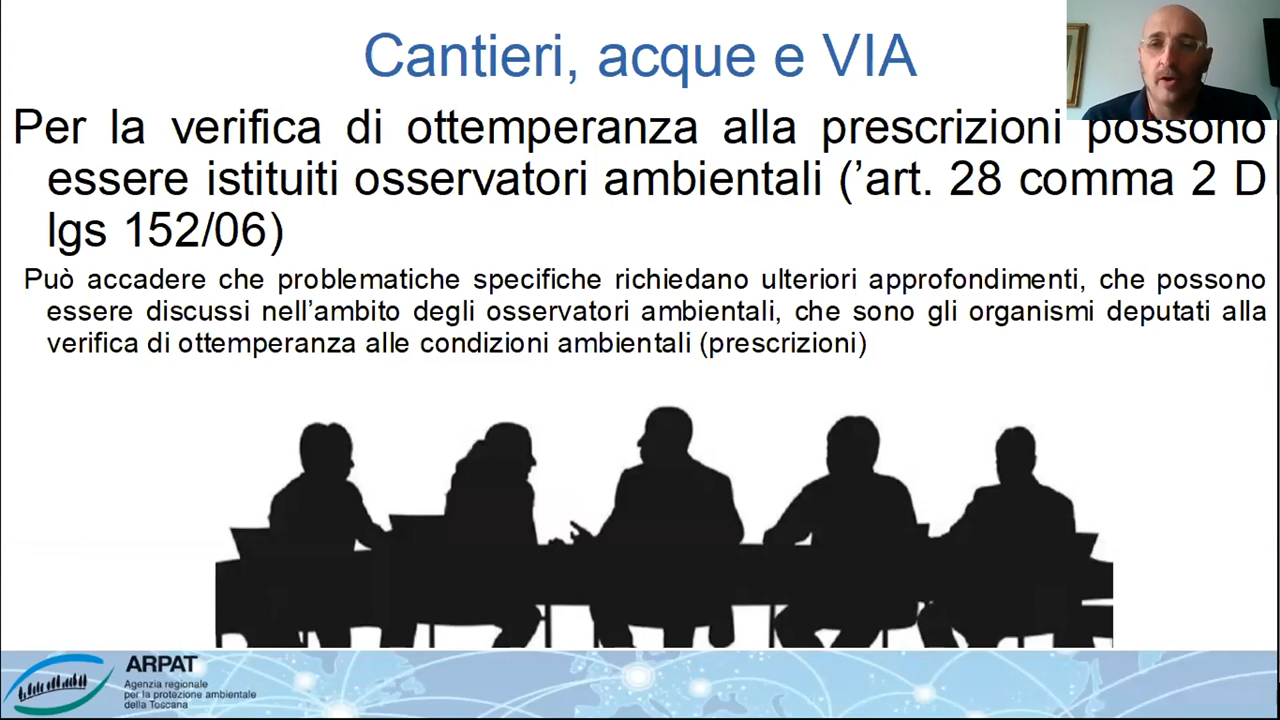 Cantieri, acque e VIA
Per la verifica di ottemperanza alla prescrizioni possono
essere istituiti osservatori ambientali (’art. 28 comma 2 D
lgs 152/06)
Può accadere che problematiche specifiche richiedano ulteriori approfondimenti, che possono
essere discussi nell’ambito degli osservatori ambientali, che sono gli organismi deputati alla
verifica di ottemperanza alle condizioni ambientali (prescrizioni)
ARPAT
Agenzia regionale
per la protezione ambientale
della Toscana